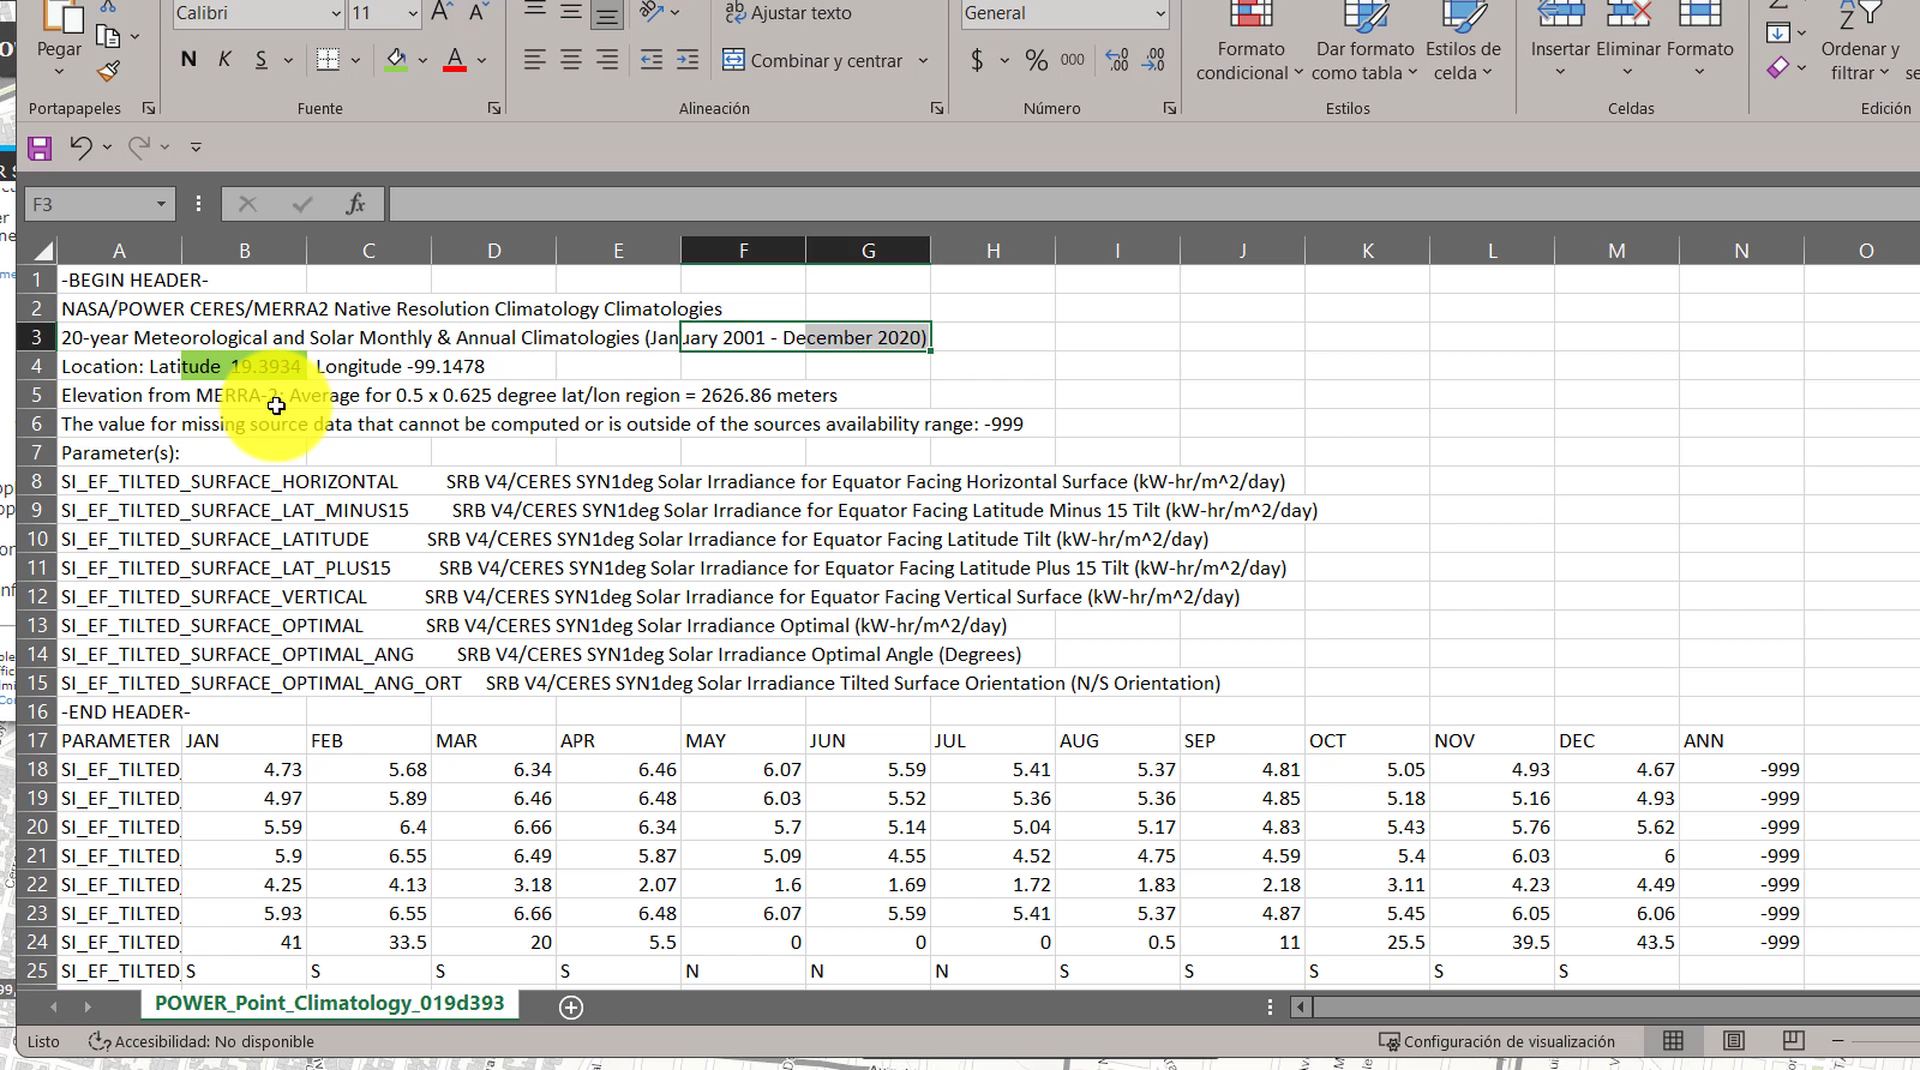 Calibri 11 Ajustar texto General
Pegar N K S A Combinar y centrar $ % 000 Formato condicional Dar formato como tabla Estilos de celda Insertar Eliminar Formato Ordenar y filtrar
Portapapeles Fuente Alineación Número Estilos Celdas Edición
F3 fx
A B C D E F G H I J K L M N O
1 -BEGIN HEADER-
2 NASA/POWER CERES/MERRA2 Native Resolution Climatology Climatologies
3 20-year Meteorological and Solar Monthly & Annual Climatologies (January 2001 - December 2020)
4 Location: Latitude 19.3934 Longitude -99.1478
5 Elevation from MERRA-2: Average for 0.5 x 0.625 degree lat/lon region = 2626.86 meters
6 The value for missing source data that cannot be computed or is outside of the sources availability range: -999
7 Parameter(s):
8 SI_EF_TILTED_SURFACE_HORIZONTAL SRB V4/CERES SYN1deg Solar Irradiance for Equator Facing Horizontal Surface (kW-hr/m^2/day)
9 SI_EF_TILTED_SURFACE_LAT_MINUS15 SRB V4/CERES SYN1deg Solar Irradiance for Equator Facing Latitude Minus 15 Tilt (kW-hr/m^2/day)
10 SI_EF_TILTED_SURFACE_LATITUDE SRB V4/CERES SYN1deg Solar Irradiance for Equator Facing Latitude Tilt (kW-hr/m^2/day)
11 SI_EF_TILTED_SURFACE_LAT_PLUS15 SRB V4/CERES SYN1deg Solar Irradiance for Equator Facing Latitude Plus 15 Tilt (kW-hr/m^2/day)
12 SI_EF_TILTED_SURFACE_VERTICAL SRB V4/CERES SYN1deg Solar Irradiance for Equator Facing Vertical Surface (kW-hr/m^2/day)
13 SI_EF_TILTED_SURFACE_OPTIMAL SRB V4/CERES SYN1deg Solar Irradiance Optimal (kW-hr/m^2/day)
14 SI_EF_TILTED_SURFACE_OPTIMAL_ANG SRB V4/CERES SYN1deg Solar Irradiance Optimal Angle (Degrees)
15 SI_EF_TILTED_SURFACE_OPTIMAL_ANG_ORT SRB V4/CERES SYN1deg Solar Irradiance Tilted Surface Orientation (N/S Orientation)
16 -END HEADER-
17 PARAMETER JAN FEB MAR APR MAY JUN JUL AUG SEP OCT NOV DEC ANN
18 SI_EF_TILTED_ 4.73 5.68 6.34 6.46 6.07 5.59 5.41 5.37 4.81 5.05 4.93 4.67 -999
19 SI_EF_TILTED_ 4.97 5.89 6.46 6.48 6.03 5.52 5.36 5.36 4.85 5.18 5.16 4.93 -999
20 SI_EF_TILTED_ 5.59 6.4 6.66 6.34 5.7 5.14 5.04 5.17 4.83 5.43 5.76 5.62 -999
21 SI_EF_TILTED_ 5.9 6.55 6.49 5.87 5.09 4.55 4.52 4.75 4.59 5.4 6.03 6 -999
22 SI_EF_TILTED_ 4.25 4.13 3.18 2.07 1.6 1.69 1.72 1.83 2.18 3.11 4.23 4.49 -999
23 SI_EF_TILTED_ 5.93 6.55 6.66 6.48 6.07 5.59 5.41 5.37 4.87 5.45 6.05 6.06 -999
24 SI_EF_TILTED_ 41 33.5 20 5.5 0 0 0 0.5 11 25.5 39.5 43.5 -999
25 SI_EF_TILTED_ S S S S N N N S S S S S
POWER_Point_Climatology_019d393
Listo Accesibilidad: No disponible Configuración de visualización